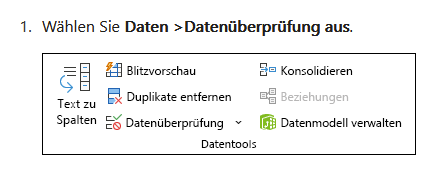 1. Wählen Sie Daten >Datenüberprüfung aus.
Text zu
Spalten
Blitzvorschau
Duplikate entfernen
Datenüberprüfung
Konsolidieren
Beziehungen
Datenmodell verwalten
Datentools